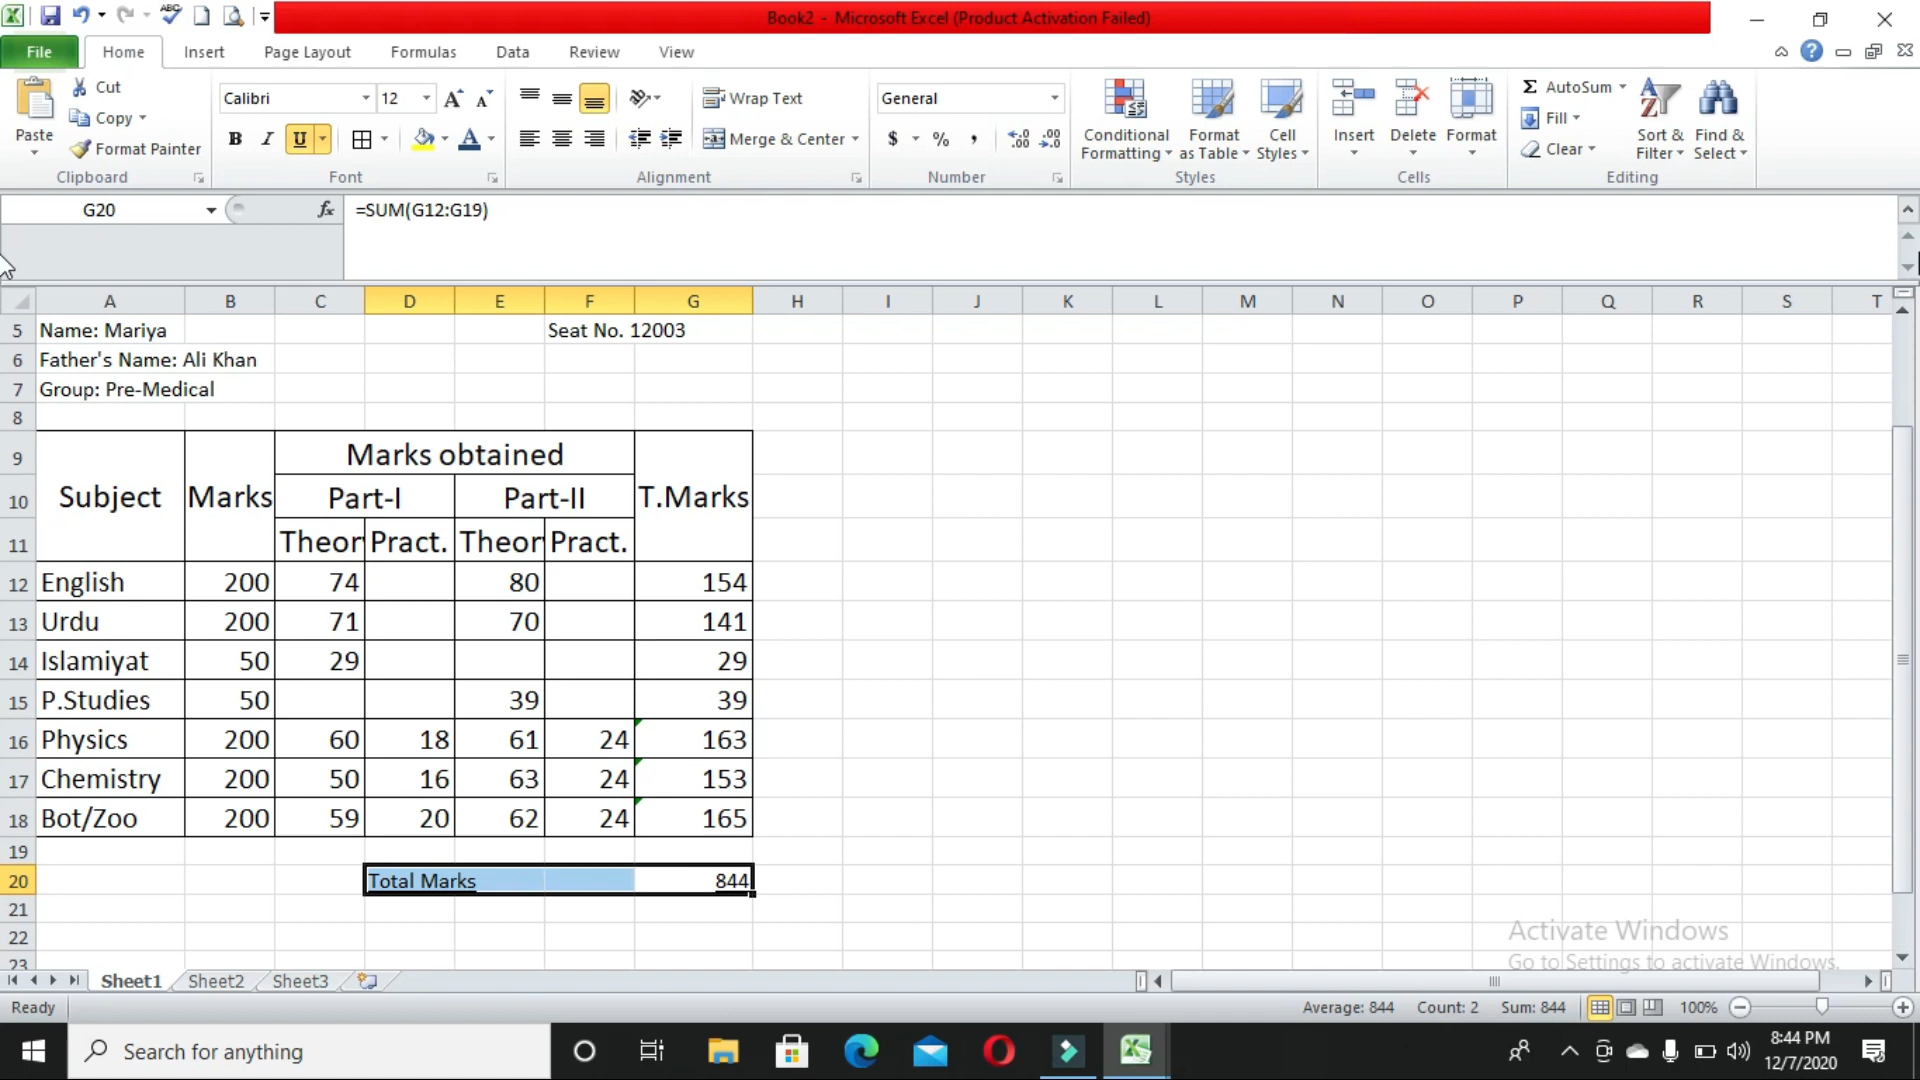 Book2 - Microsoft Excel (Product Activation Failed)
File Home Insert Page Layout Formulas Data Review View
Paste Cut Copy Format Painter Clipboard
Calibri 12 B I U Font
Wrap Text Merge & Center Alignment
General $ % , Number
Conditional Formatting Format as Table Cell Styles Styles
Insert Delete Format Cells
Σ AutoSum Fill Clear Sort & Filter Find & Select Editing
G20 fx =SUM(G12:G19)
A B C D E F G H I J K L M N O P Q R S T
5 Name: Mariya Seat No. 12003
6 Father's Name: Ali Khan
7 Group: Pre-Medical
8
9 Marks obtained
10 Subject Marks Part-I Part-II T.Marks
11 Theor Pract. Theor Pract.
12 English 200 74 80 154
13 Urdu 200 71 70 141
14 Islamiyat 50 29 29
15 P.Studies 50 39 39
16 Physics 200 60 18 61 24 163
17 Chemistry 200 50 16 63 24 153
18 Bot/Zoo 200 59 20 62 24 165
19
20 Total Marks 844
21
22
23
Activate Windows
Go to Settings to activate Windows.
Sheet1 Sheet2 Sheet3
Ready Average: 844 Count: 2 Sum: 844 100%
Search for anything 8:44 PM
12/7/2020